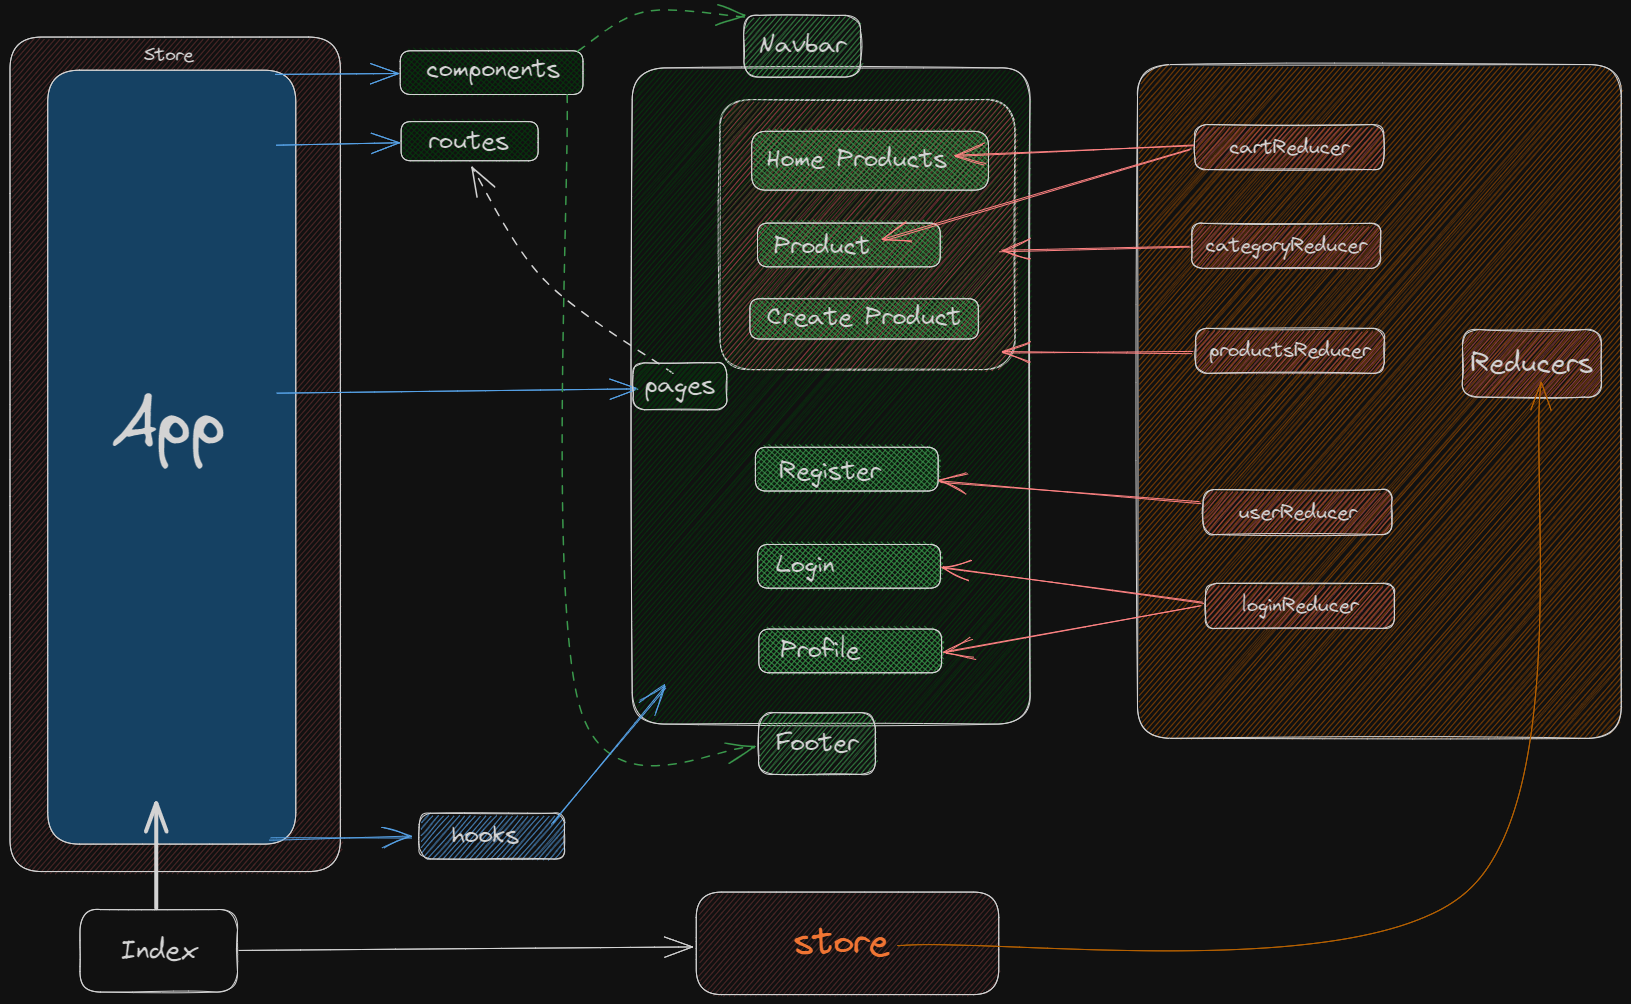 Store
App
Index
components
routes
pages
hooks
Navbar
Home Products
Product
Create Product
Register
Login
Profile
Footer
cartReducer
categoryReducer
productsReducer
Reducers
userReducer
loginReducer
store